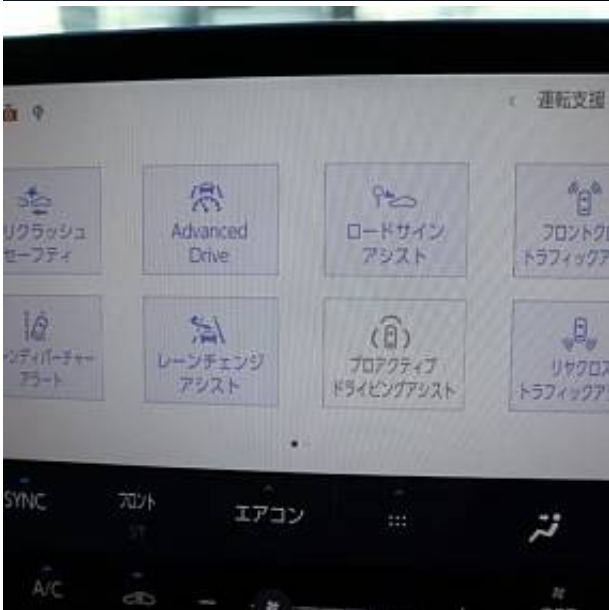 運転支援
リクラッシュ
セーフティ
Advanced
Drive
ロードサイン
アシスト
フロントクロ
トラフィックア
ーンディパーチャー
アラート
レーンチェンジ
アシスト
プロアクティブ
ドライビングアシスト
リヤクロス
トラフィックア
SYNC
フロント
エアコン
A/C